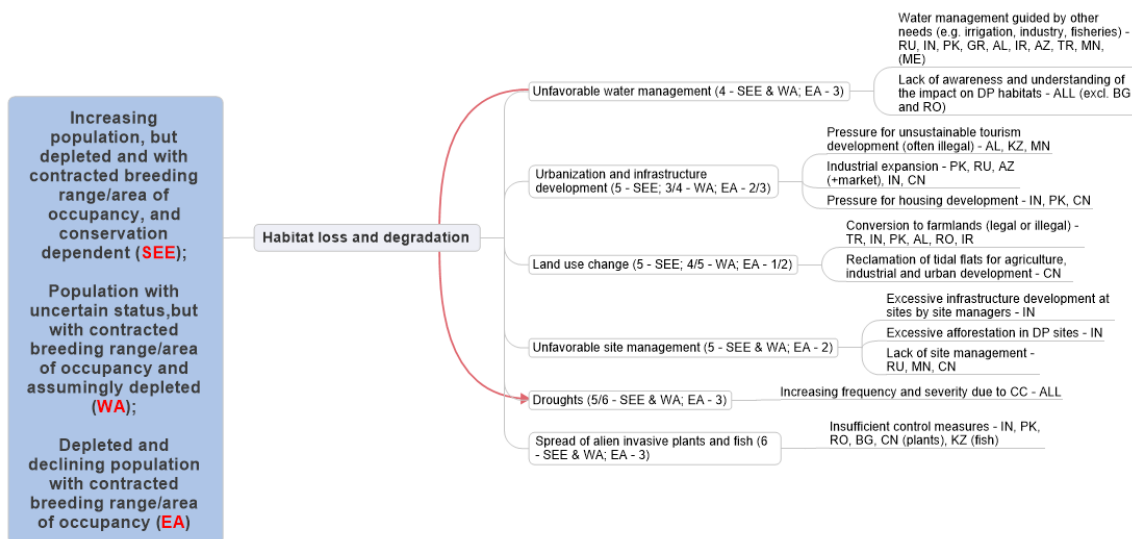 Increasing
population, but
depleted and with
contracted breeding
range/area of
occupancy, and
conservation
dependent (SEE);
Population with
uncertain status,but
with contracted
breeding range/area
of occupancy and
assumingly depleted
(WA);
Depleted and
declining population
with contracted
breeding range/area
of occupancy (EA)
Habitat loss and degradation
Unfavorable water management (4 - SEE & WA; EA - 3)
Water management guided by other
needs (e.g. irrigation, industry, fisheries) -
RU, IN, PK, GR, AL, IR, AZ, TR, MN,
(ME)
Lack of awareness and understanding of
the impact on DP habitats - ALL (excl. BG
and RO)
Urbanization and infrastructure
development (5 - SEE; 3/4 - WA; EA - 2/3)
Pressure for unsustainable tourism
development (often illegal) - AL, KZ, MN
Industrial expansion - PK, RU, AZ
(+market), IN, CN
Pressure for housing development - IN, PK, CN
Land use change (5 - SEE; 4/5 - WA; EA - 1/2)
Conversion to farmlands (legal or illegal) -
TR, IN, PK, AL, RO, IR
Reclamation of tidal flats for agriculture,
industrial and urban development - CN
Unfavorable site management (5 - SEE & WA; EA - 2)
Excessive infrastructure development at
sites by site managers - IN
Excessive afforestation in DP sites - IN
Lack of site management -
RU, MN, CN
Droughts (5/6 - SEE & WA; EA - 3)
Increasing frequency and severity due to CC - ALL
Spread of alien invasive plants and fish (6
- SEE & WA; EA - 3)
Insufficient control measures - IN, PK,
RO, BG, CN (plants), KZ (fish)